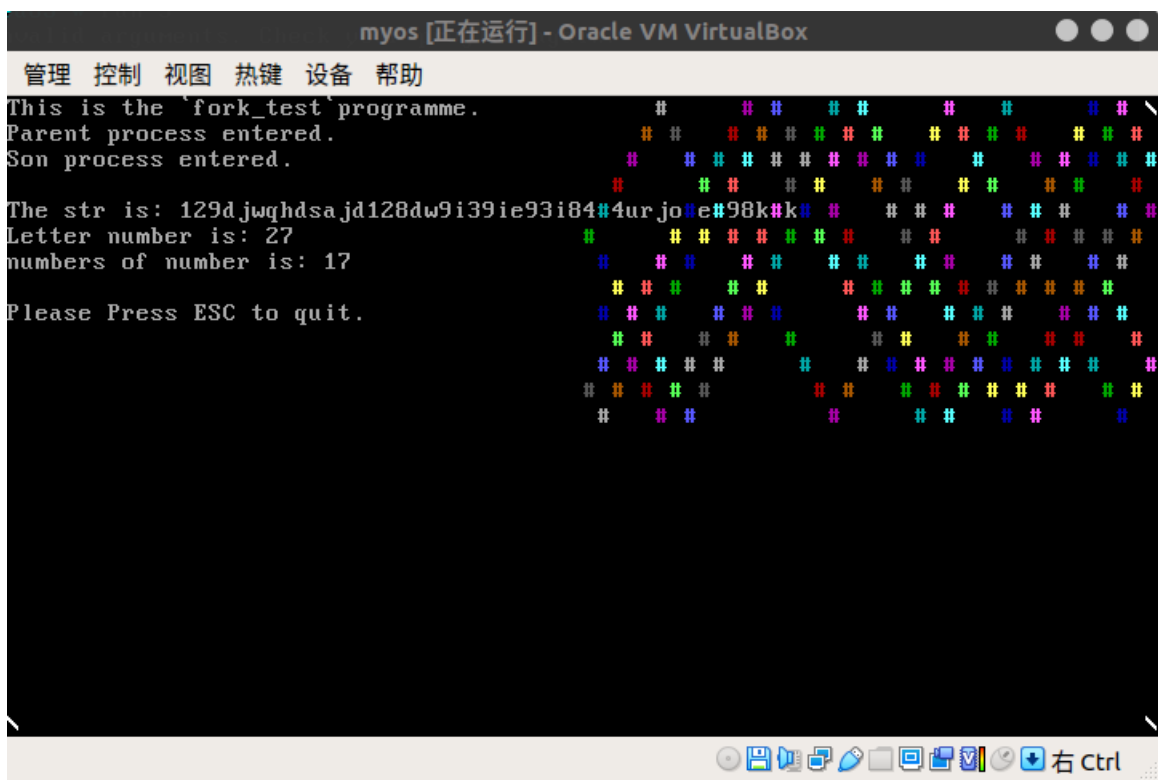 myos [正在运行] - Oracle VM VirtualBox
管理 控制 视图 热键 设备 帮助
This is the `fork_test`programme.
Parent process entered.
Son process entered.
The str is: 129djwqhdsajd128dw9i39ie93i84#4urjo#e#98k#k#
Letter number is: 27
numbers of number is: 17
Please Press ESC to quit.
右 Ctrl